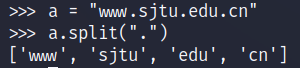 >>> a = "www.sjtu.edu.cn"
>>> a.split(".")
['www', 'sjtu', 'edu', 'cn']